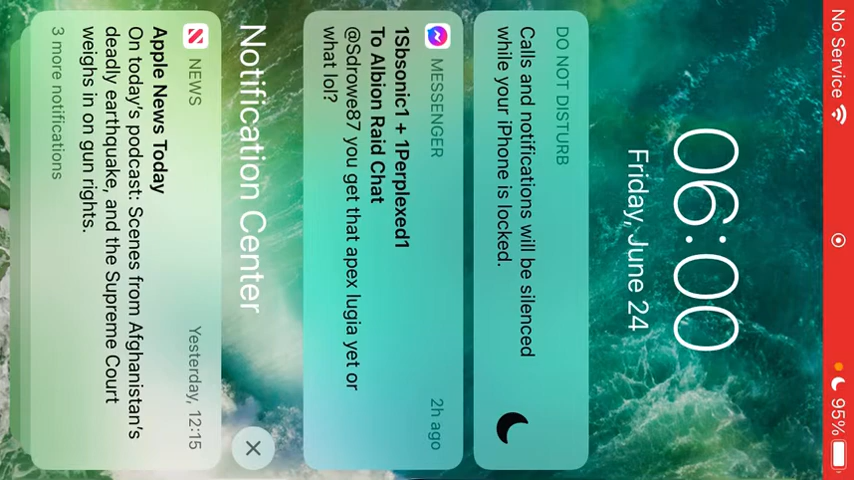 No Service
95%
06:00
Friday, June 24
DO NOT DISTURB
Calls and notifications will be silenced
while your iPhone is locked.
MESSENGER
2h ago
1Sbsonic1 + 1Perplexed1
To Albion Raid Chat
@Sdrowe87 you get that apex lugia yet or
what lol?
Notification Center
NEWS
Yesterday, 12:15
Apple News Today
On today's podcast: Scenes from Afghanistan's
deadly earthquake, and the Supreme Court
weighs in on gun rights.
3 more notifications